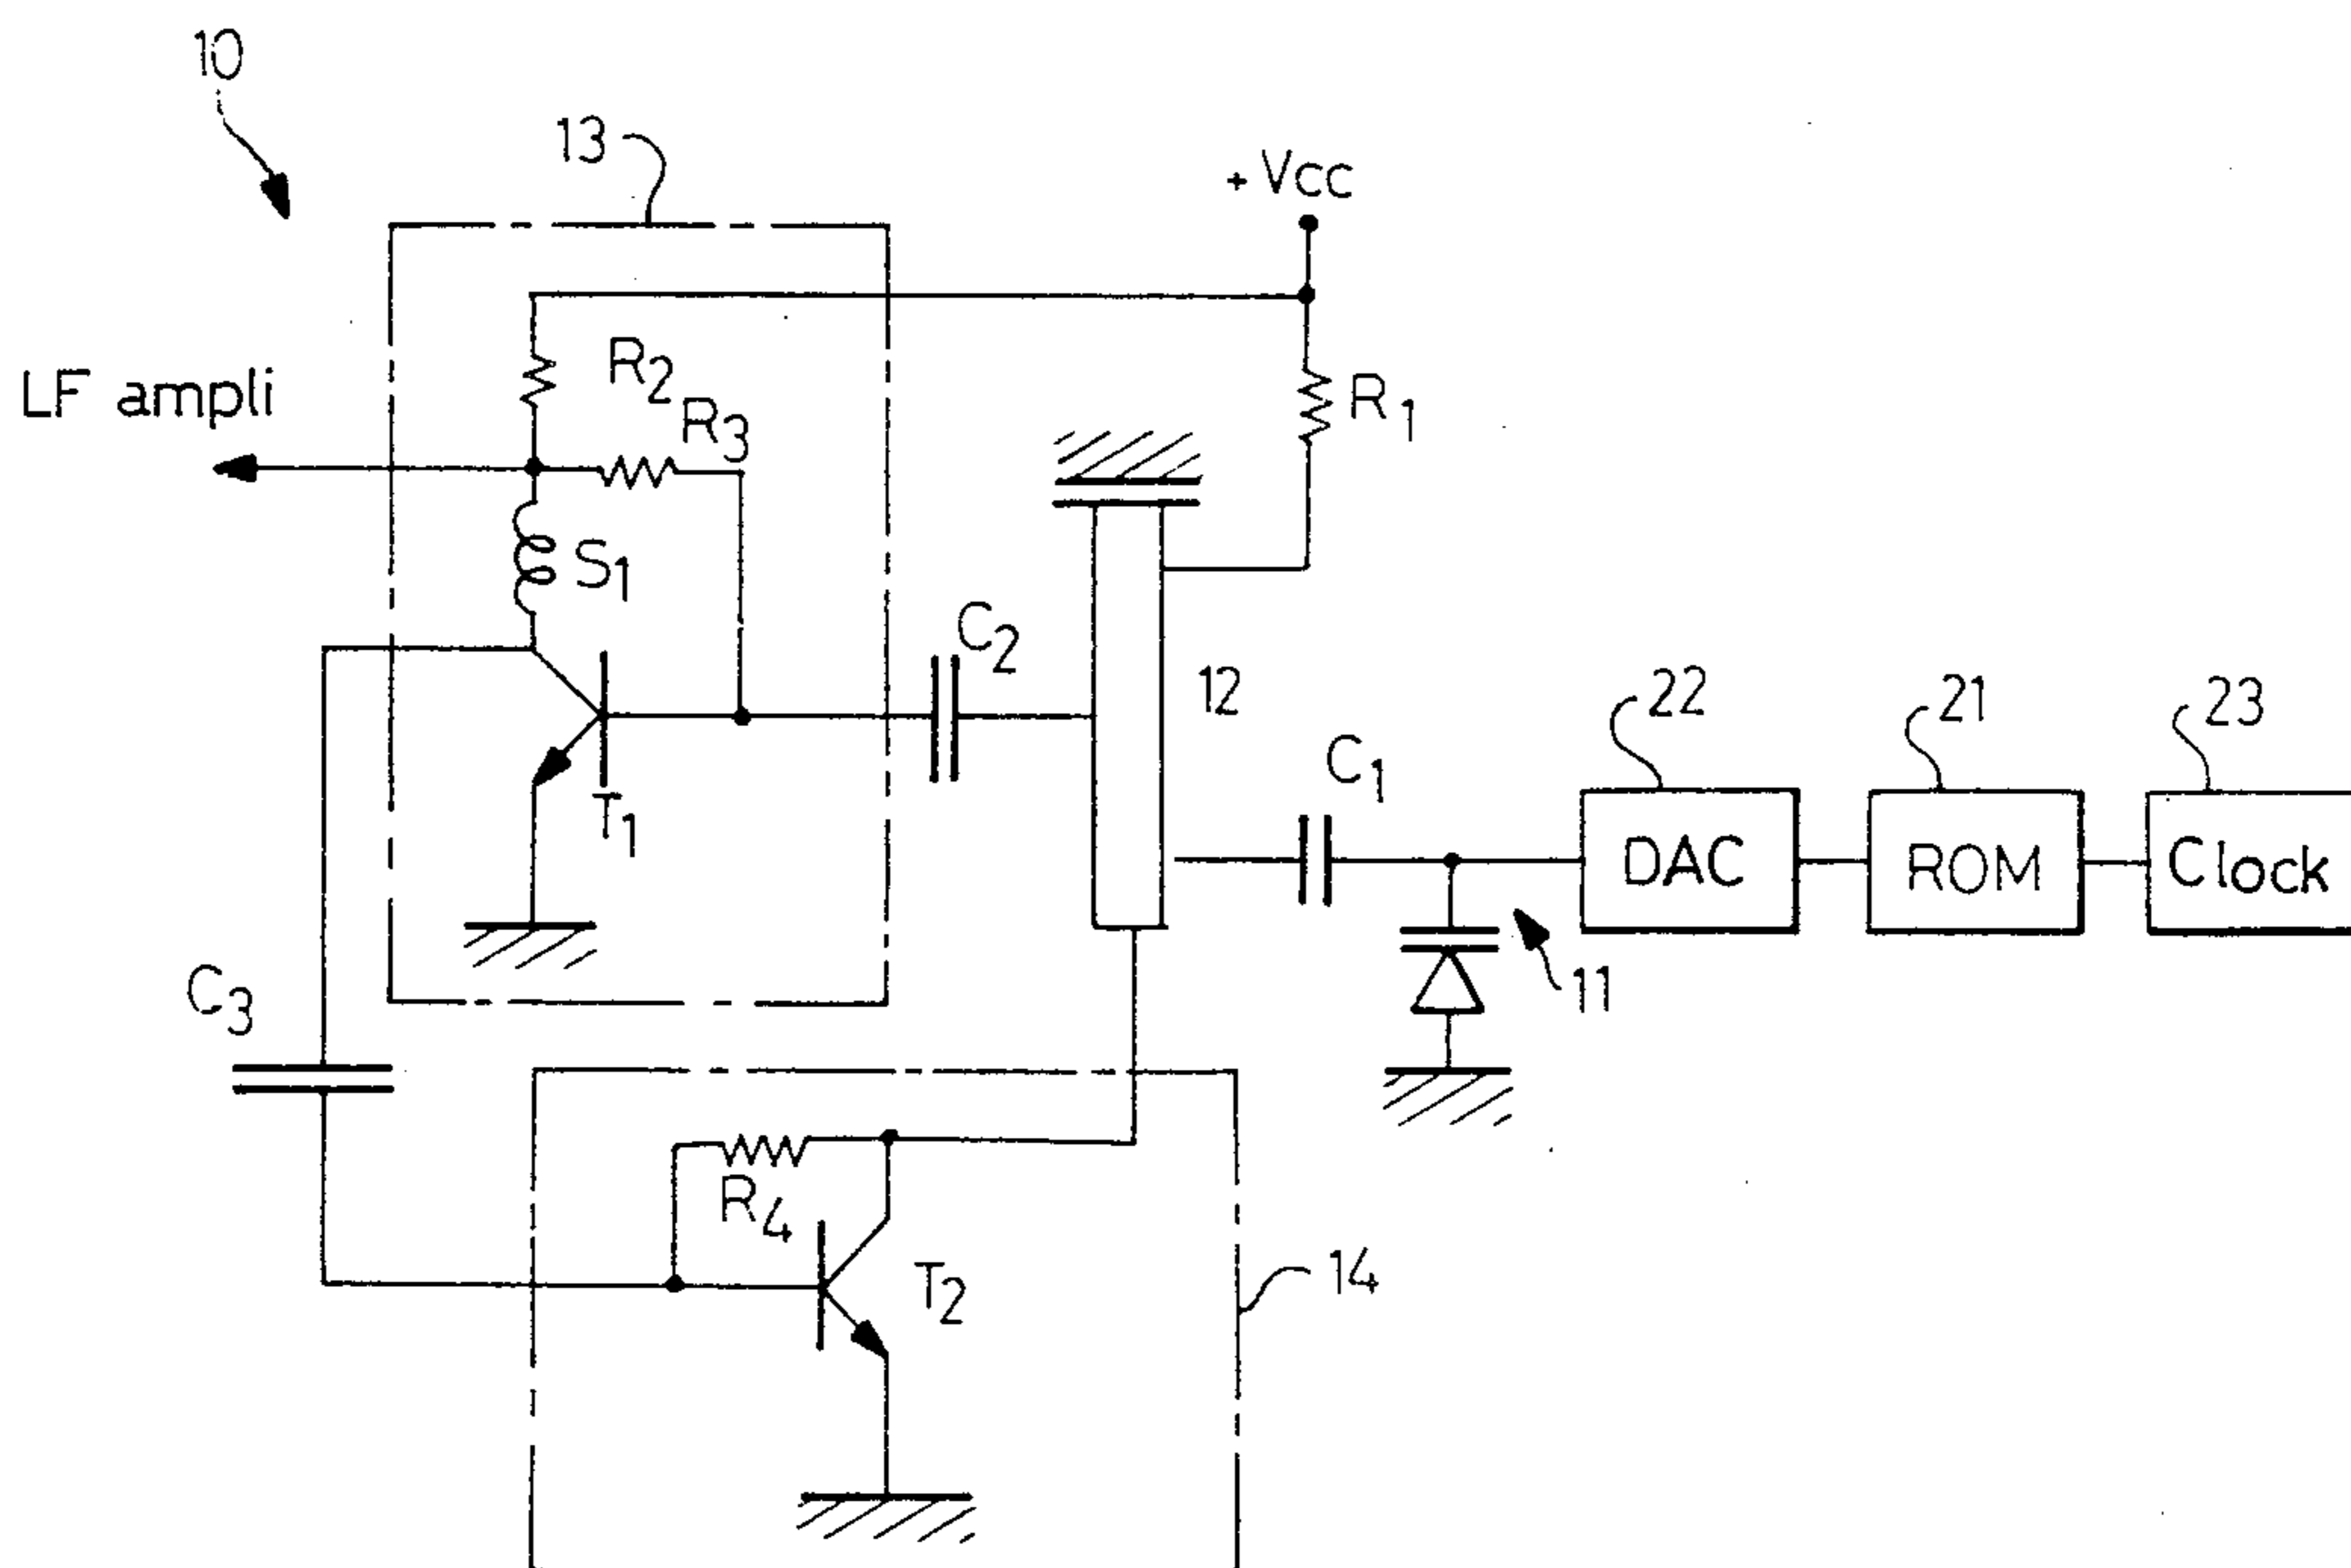 10
13
+ Vcc
R2
R3
R1
LF ampli
S1
C2
12
22
21
23
C1
T1
DAC
ROM
Clock
11
C3
R4
T2
14